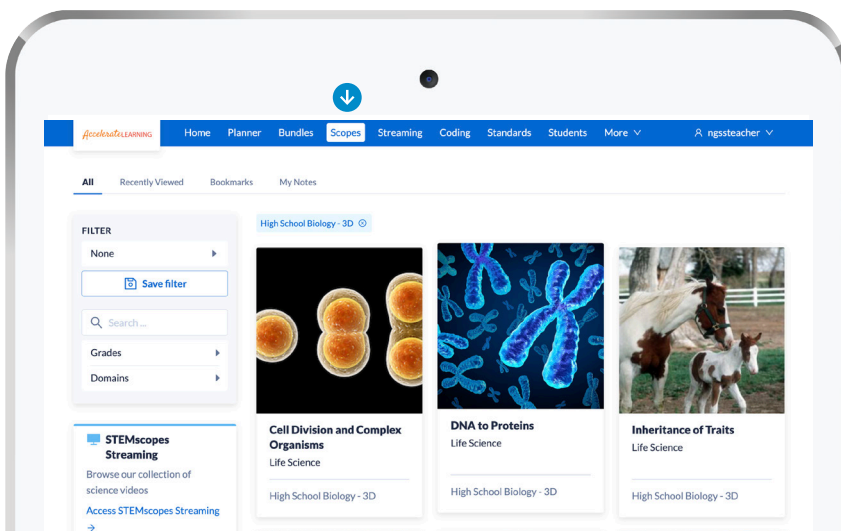 Accelerate LEARNING Home Planner Bundles Scopes Streaming Coding Standards Students More ngssteacher
All Recently Viewed Bookmarks My Notes
FILTER
None
Save filter
Search ...
Grades
Domains
STEMscopes
Streaming
Browse our collection of
science videos
Access STEMscopes Streaming
→
High School Biology - 3D
Cell Division and Complex
Organisms
Life Science
High School Biology - 3D
DNA to Proteins
Life Science
High School Biology - 3D
Inheritance of Traits
Life Science
High School Biology - 3D